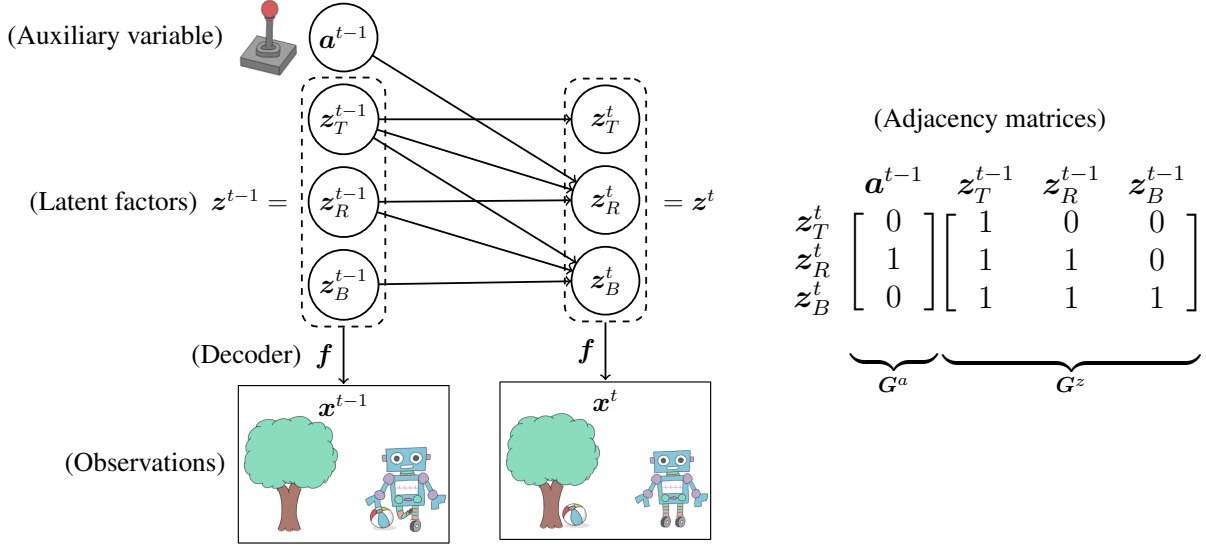 (Auxiliary variable) a^{t−1}
z_T^{t−1} z_T^t
(Latent factors) z^{t−1} = z_R^{t−1} z_R^t = z^t
z_B^{t−1} z_B^t
(Decoder) f f
(Observations) x^{t−1} x^t
(Adjacency matrices)
a^{t−1} z_T^{t−1} z_R^{t−1} z_B^{t−1}
z_T^t [ 0 ] [ 1 0 0 ]
z_R^t [ 1 ] [ 1 1 0 ]
z_B^t [ 0 ] [ 1 1 1 ]
G^a G^z